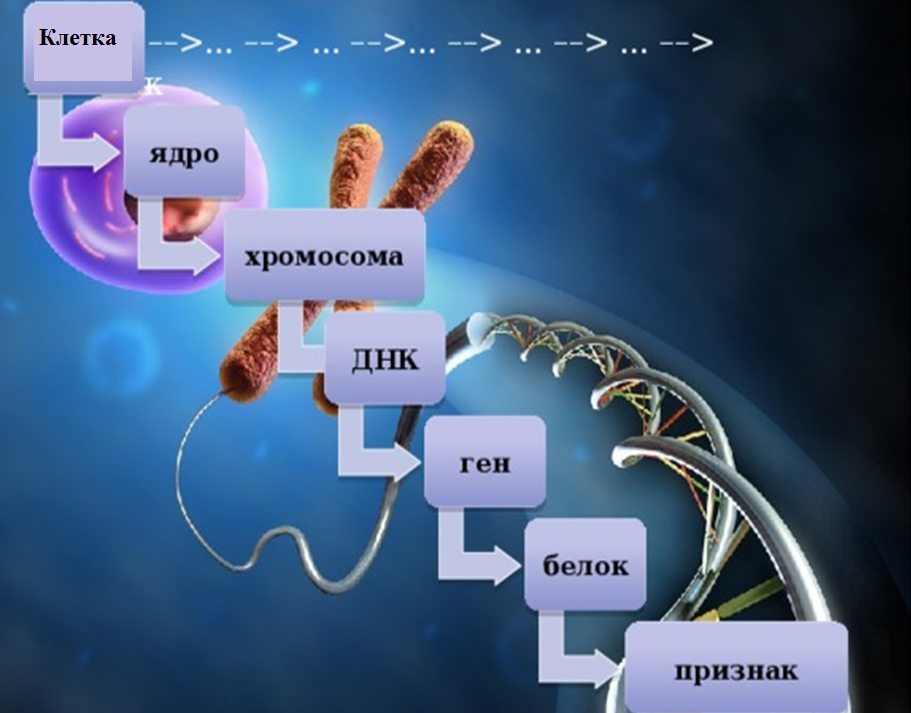 Клетка
-->... --> ... -->... --> ... --> ... -->
к
ядро
хромосома
ДНК
ген
белок
признак